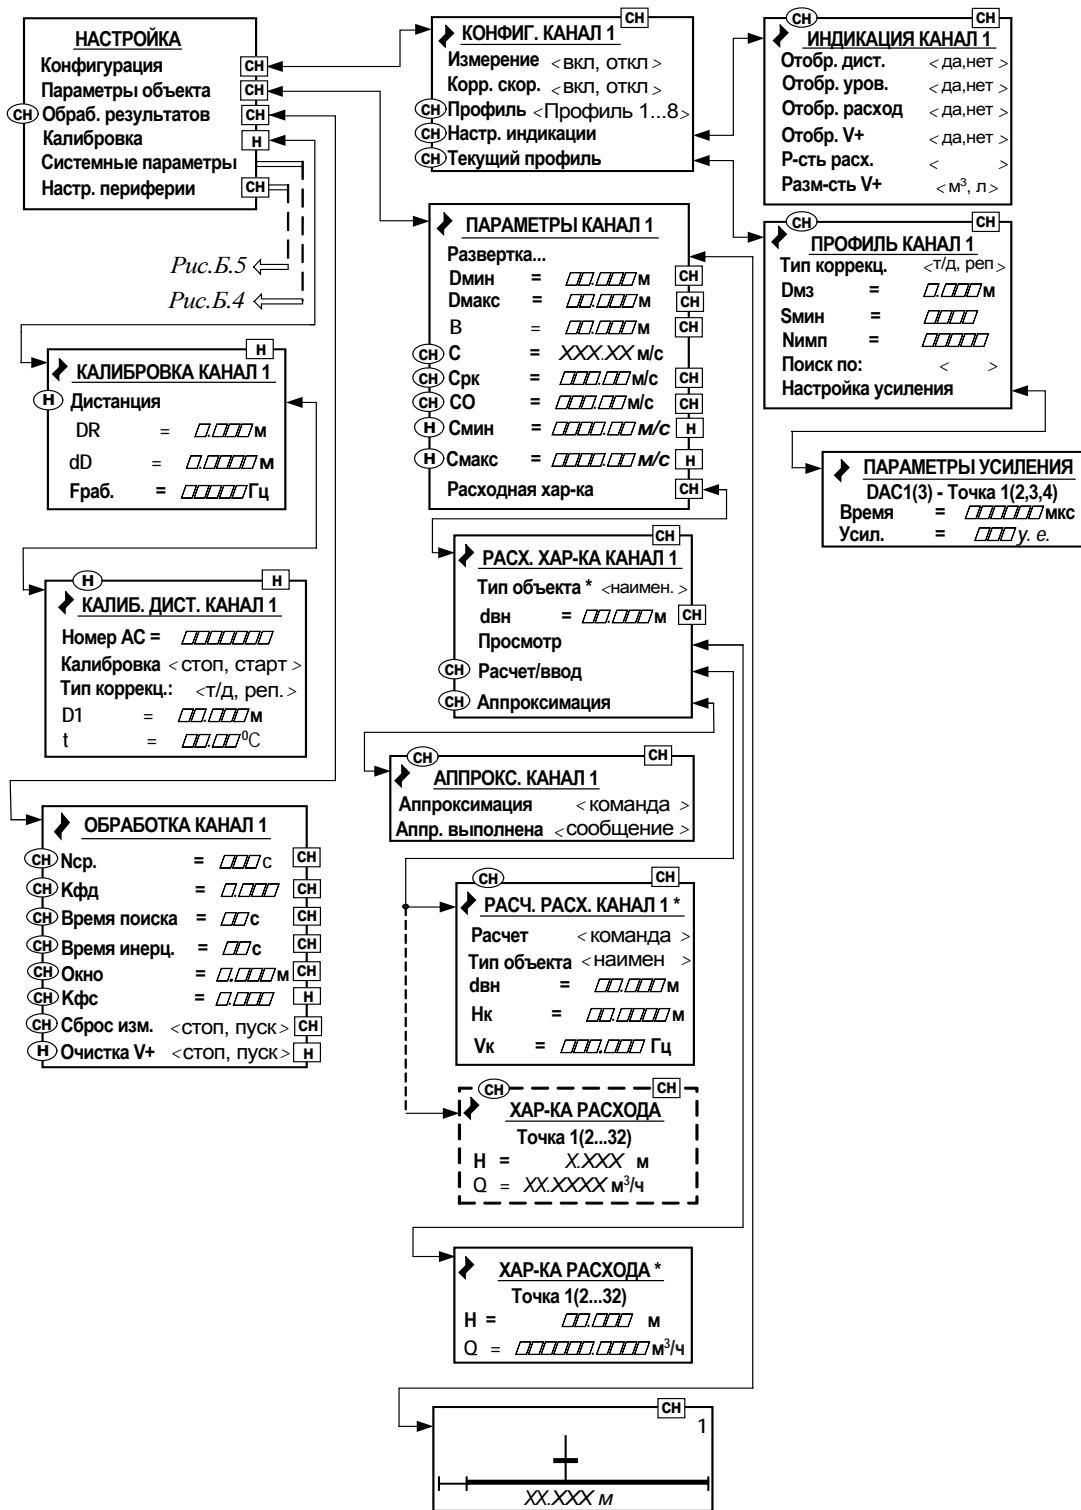 НАСТРОЙКА
Конфигурация СН
Параметры объекта СН
СН Обраб. результатов СН
Калибровка Н
Системные параметры
Настр. периферии СН
Рис.Б.5
Рис.Б.4
СН
КОНФИГ. КАНАЛ 1
Измерение <вкл, откл>
Корр. скор. <вкл, откл>
СН Профиль <Профиль 1...8>
СН Настр. индикации
СН Текущий профиль
СН СН
ИНДИКАЦИЯ КАНАЛ 1
Отобр. дист. <да,нет>
Отобр. уров. <да,нет>
Отобр. расход <да,нет>
Отобр. V+ <да,нет>
Р-сть расх. < >
Разм-сть V+ <м³, л>
СН
ПАРАМЕТРЫ КАНАЛ 1
Развертка...
Dмин = м СН
Dмакс = м СН
B = м СН
СН С = XXX.XX м/с
СН Срк = м/с СН
СН СО = м/с СН
Н Смин = м/с Н
Н Смакс = м/с Н
Расходная хар-ка СН
СН СН
ПРОФИЛЬ КАНАЛ 1
Тип коррекц. <т/д, реп>
Dмз = м
Sмин =
Nимп =
Поиск по: < >
Настройка усиления
ПАРАМЕТРЫ УСИЛЕНИЯ
DAC1(3) - Точка 1(2,3,4)
Время = мкс
Усил. = у. е.
Н
КАЛИБРОВКА КАНАЛ 1
Н Дистанция
DR = м
dD = м
Fраб. = Гц
Н Н
КАЛИБ. ДИСТ. КАНАЛ 1
Номер АС =
Калибровка <стоп, старт>
Тип коррекц.: <т/д, реп.>
D1 = м
t = ⁰С
СН
РАСХ. ХАР-КА КАНАЛ 1
Тип объекта * <наимен.>
dвн = м СН
Просмотр
СН Расчет/ввод
СН Аппроксимация
СН СН
АППРОКС. КАНАЛ 1
Аппроксимация <команда >
Аппр. выполнена <сообщение >
ОБРАБОТКА КАНАЛ 1
СН Nср. = с СН
СН Kфд = СН
СН Время поиска = с СН
СН Время инерц. = с СН
СН Окно = м СН
СН Kфс = Н
СН Сброс изм. <стоп, пуск> СН
Н Очистка V+ <стоп, пуск> Н
СН СН
РАСЧ. РАСХ. КАНАЛ 1 *
Расчет <команда >
Тип объекта <наимен >
dвн = м
Нк = м
Vк = Гц
СН СН
ХАР-КА РАСХОДА
Точка 1(2...32)
H = X.XXX м
Q = XX.XXXX м³/ч
ХАР-КА РАСХОДА *
Точка 1(2...32)
H = м
Q = м³/ч
СН
1
XX.XXX м